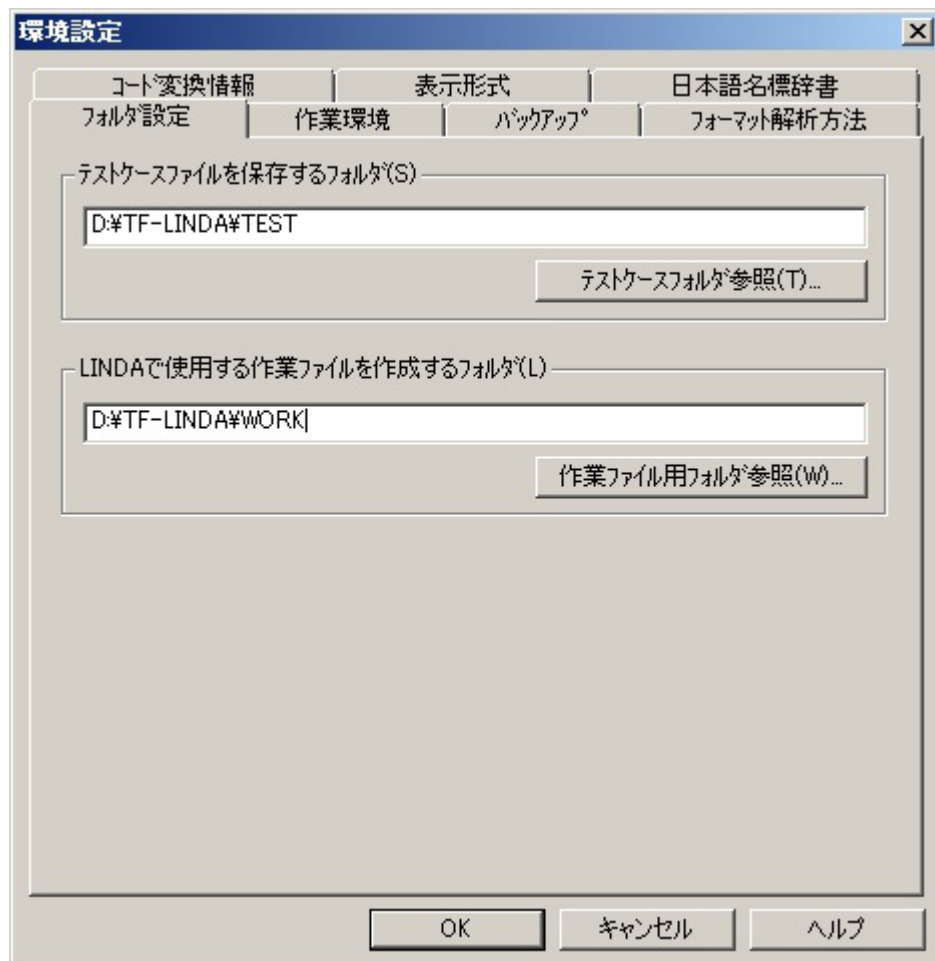 環境設定
コード変換情報 表示形式 日本語名標辞書
フォルダ設定 作業環境 バックアップ フォーマット解析方法
テストケースファイルを保存するフォルダ(S)
D:¥TF-LINDA¥TEST
テストケースフォルダ参照(T)...
LINDAで使用する作業ファイルを作成するフォルダ(L)
D:¥TF-LINDA¥WORK
作業ファイル用フォルダ参照(W)...
OK キャンセル ヘルプ